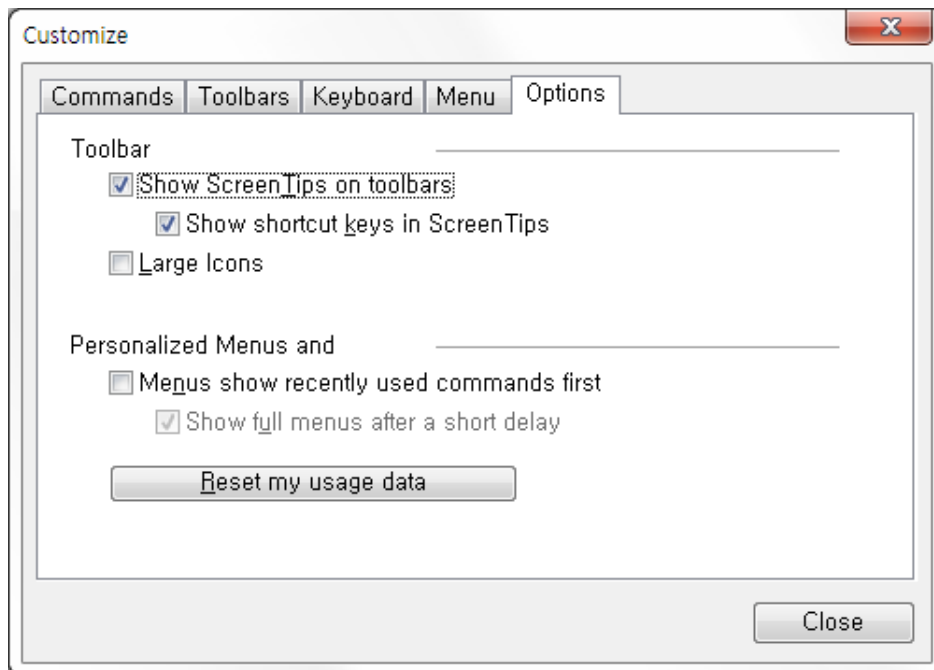 Customize
Commands Toolbars Keyboard Menu Options
Toolbar
Show ScreenTips on toolbars
Show shortcut keys in ScreenTips
Large Icons
Personalized Menus and
Menus show recently used commands first
Show full menus after a short delay
Reset my usage data
Close